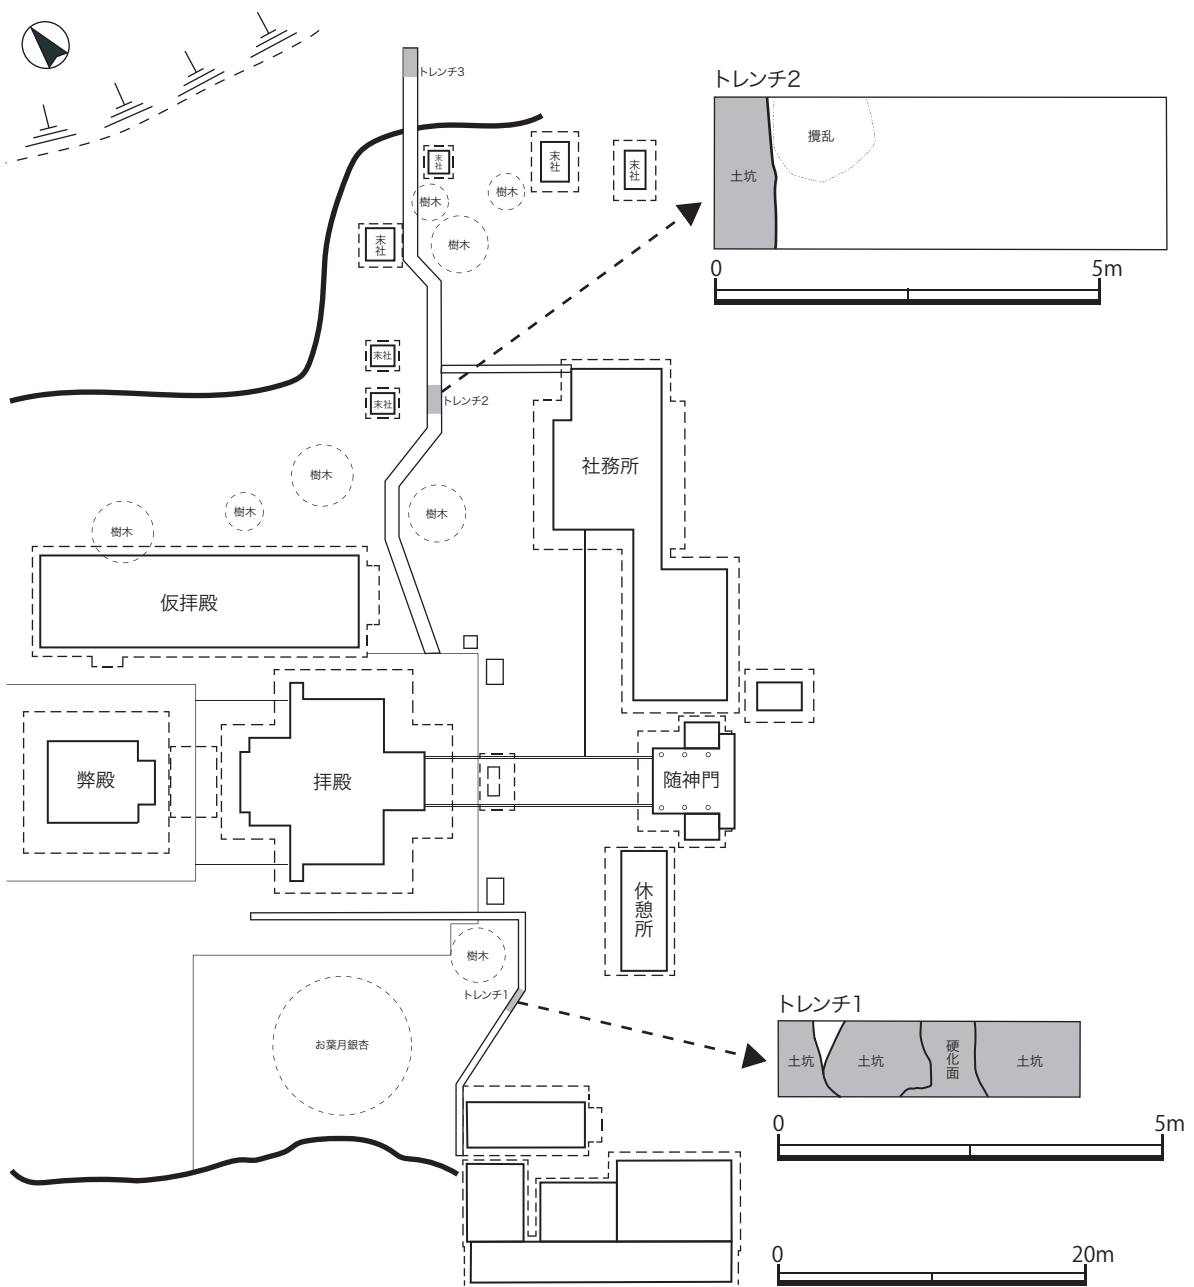 トレンチ3
トレンチ2
攪乱
土坑
0
5m
末社
末社
末社
樹木
樹木
樹木
末社
末社
末社
トレンチ2
社務所
樹木
樹木
樹木
樹木
仮拝殿
弊殿
拝殿
随神門
休憩所
樹木
トレンチ1
お葉月銀杏
トレンチ1
土坑
土坑
硬化面
土坑
0
5m
0
20m